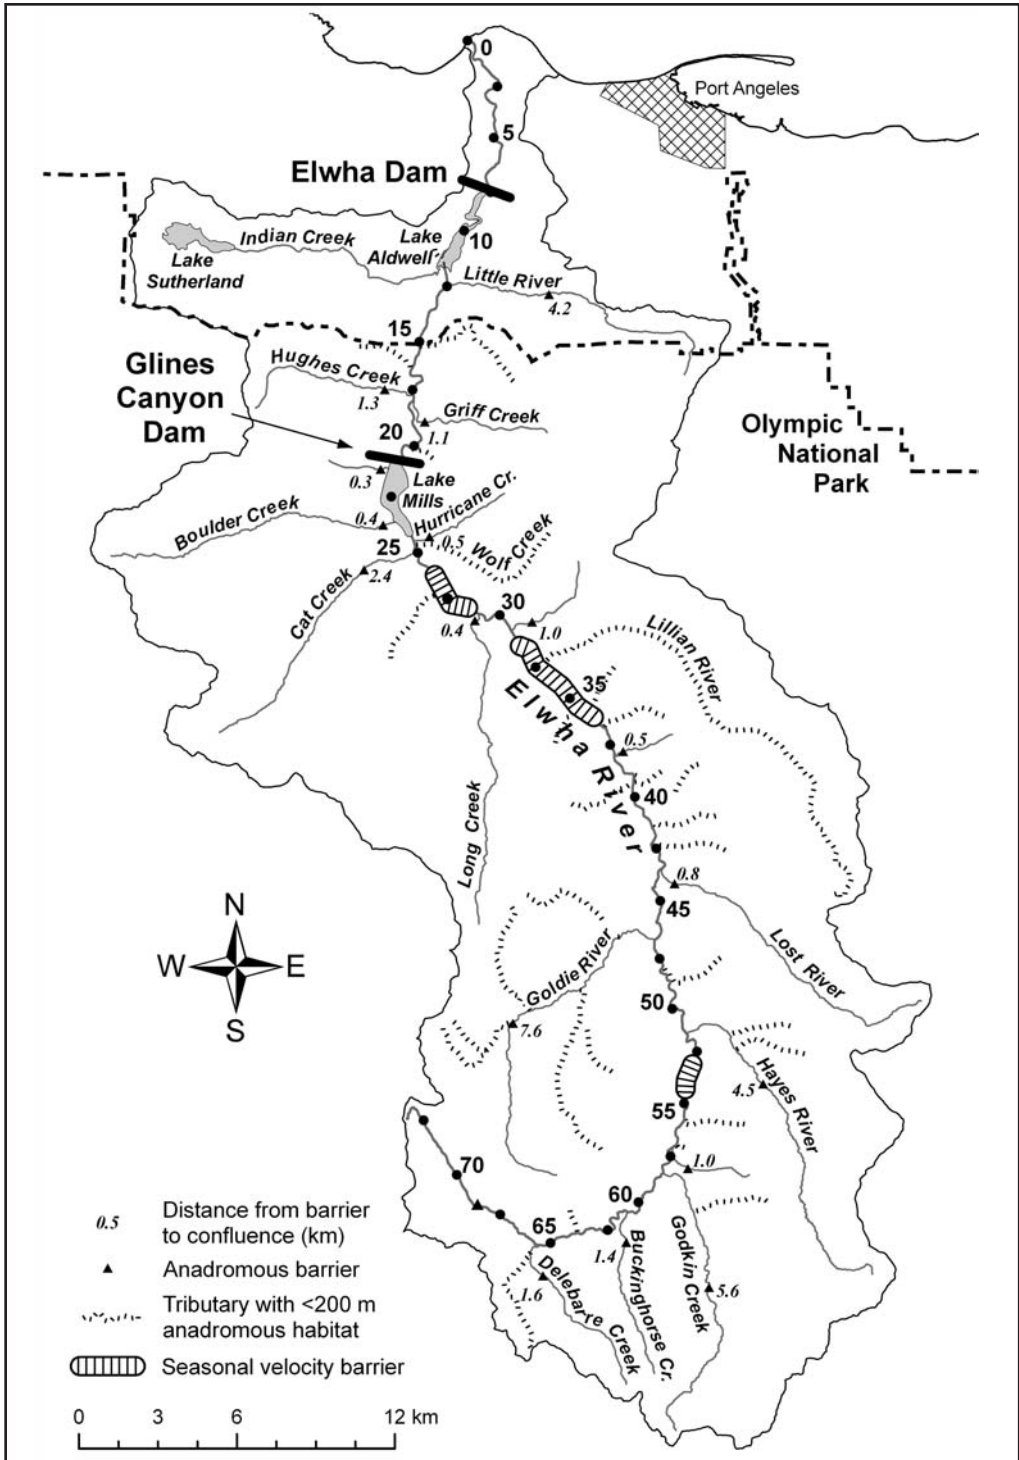 0
Port Angeles
5
Elwha Dam
10
Lake
Aldwell
Indian Creek
Lake
Sutherland
Little River
4.2
15
Hughes Creek
1.3
Glines
Canyon
Dam
Griff Creek
1.1
20
Olympic
National
Park
0.3
Lake
Mills
Hurricane Cr.
Boulder Creek
0.4
0.5
Wolf Creek
25
2.4
Cat Creek
30
0.4
1.0
Lillian River
35
Elwha River
0.5
40
Long Creek
0.8
45
N
W E
S
Lost River
Goldie River
50
7.6
Hayes River
4.5
55
1.0
70
60
65
1.4
Buckinghorse Cr.
Godkin Creek
5.6
1.6
Delebarre Creek
0.5 Distance from barrier
to confluence (km)
Anadromous barrier
Tributary with <200 m
anadromous habitat
Seasonal velocity barrier
0 3 6 12 km